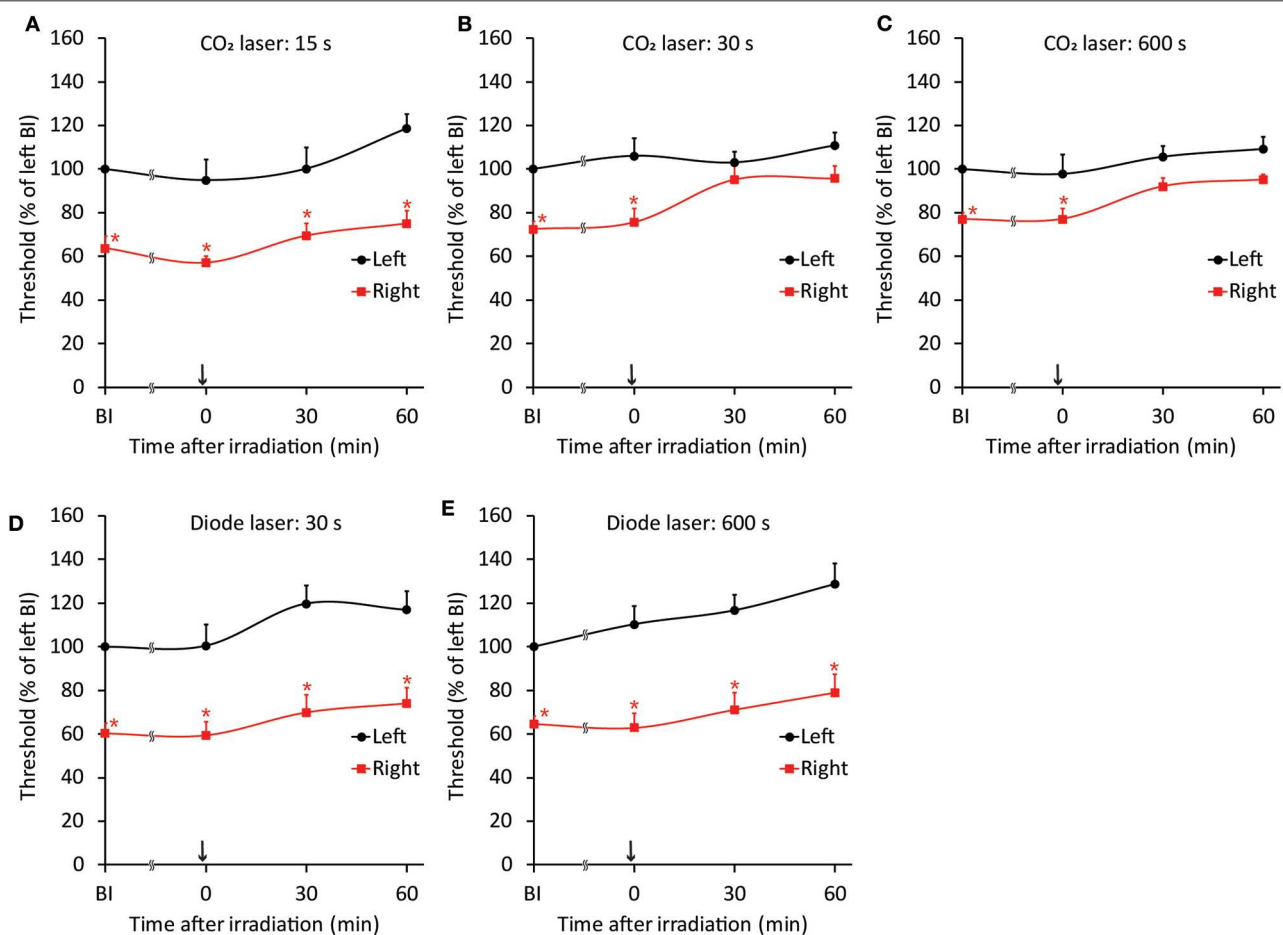 A
CO₂ laser: 15 s
Threshold (% of left BI)
160
140
120
100
80
60
40
20
0
*
*
*
*
Left
Right
BI 0 30 60
Time after irradiation (min)
B
CO₂ laser: 30 s
Threshold (% of left BI)
160
140
120
100
80
60
40
20
0
*
*
Left
Right
BI 0 30 60
Time after irradiation (min)
C
CO₂ laser: 600 s
Threshold (% of left BI)
160
140
120
100
80
60
40
20
0
*
*
Left
Right
BI 0 30 60
Time after irradiation (min)
D
Diode laser: 30 s
Threshold (% of left BI)
160
140
120
100
80
60
40
20
0
*
*
*
*
Left
Right
BI 0 30 60
Time after irradiation (min)
E
Diode laser: 600 s
Threshold (% of left BI)
160
140
120
100
80
60
40
20
0
*
*
*
*
Left
Right
BI 0 30 60
Time after irradiation (min)